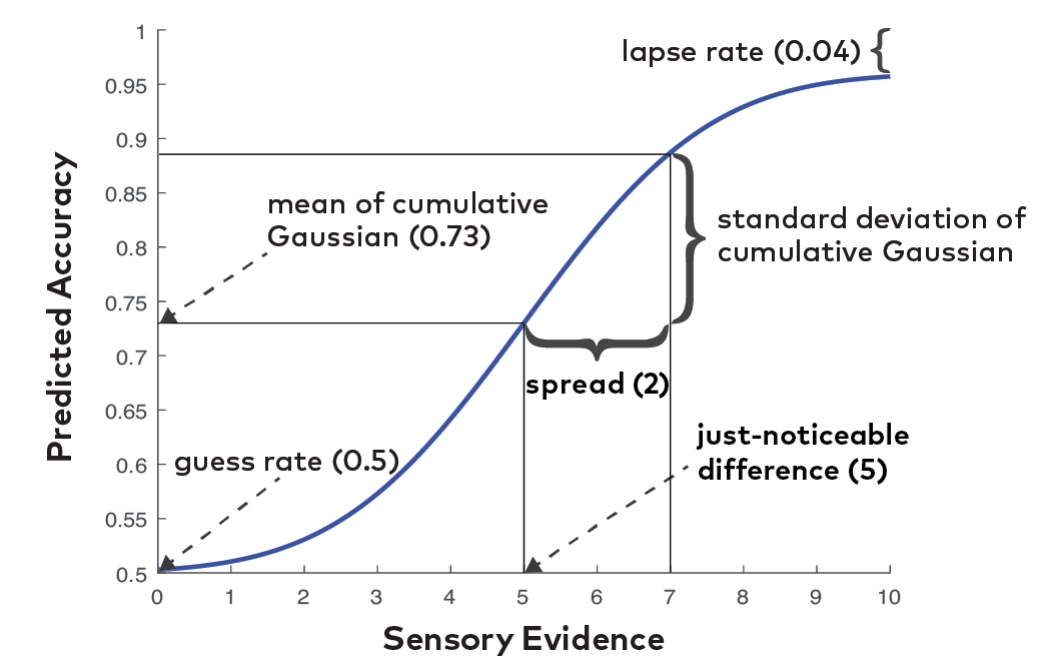 1
lapse rate (0.04)
0.95
0.9
0.85
mean of cumulative
Gaussian (0.73)
standard deviation of
cumulative Gaussian
0.8
0.75
0.7
spread (2)
0.65
just-noticeable
difference (5)
0.6
guess rate (0.5)
0.55
0.5
Predicted Accuracy
0 1 2 3 4 5 6 7 8 9 10
Sensory Evidence